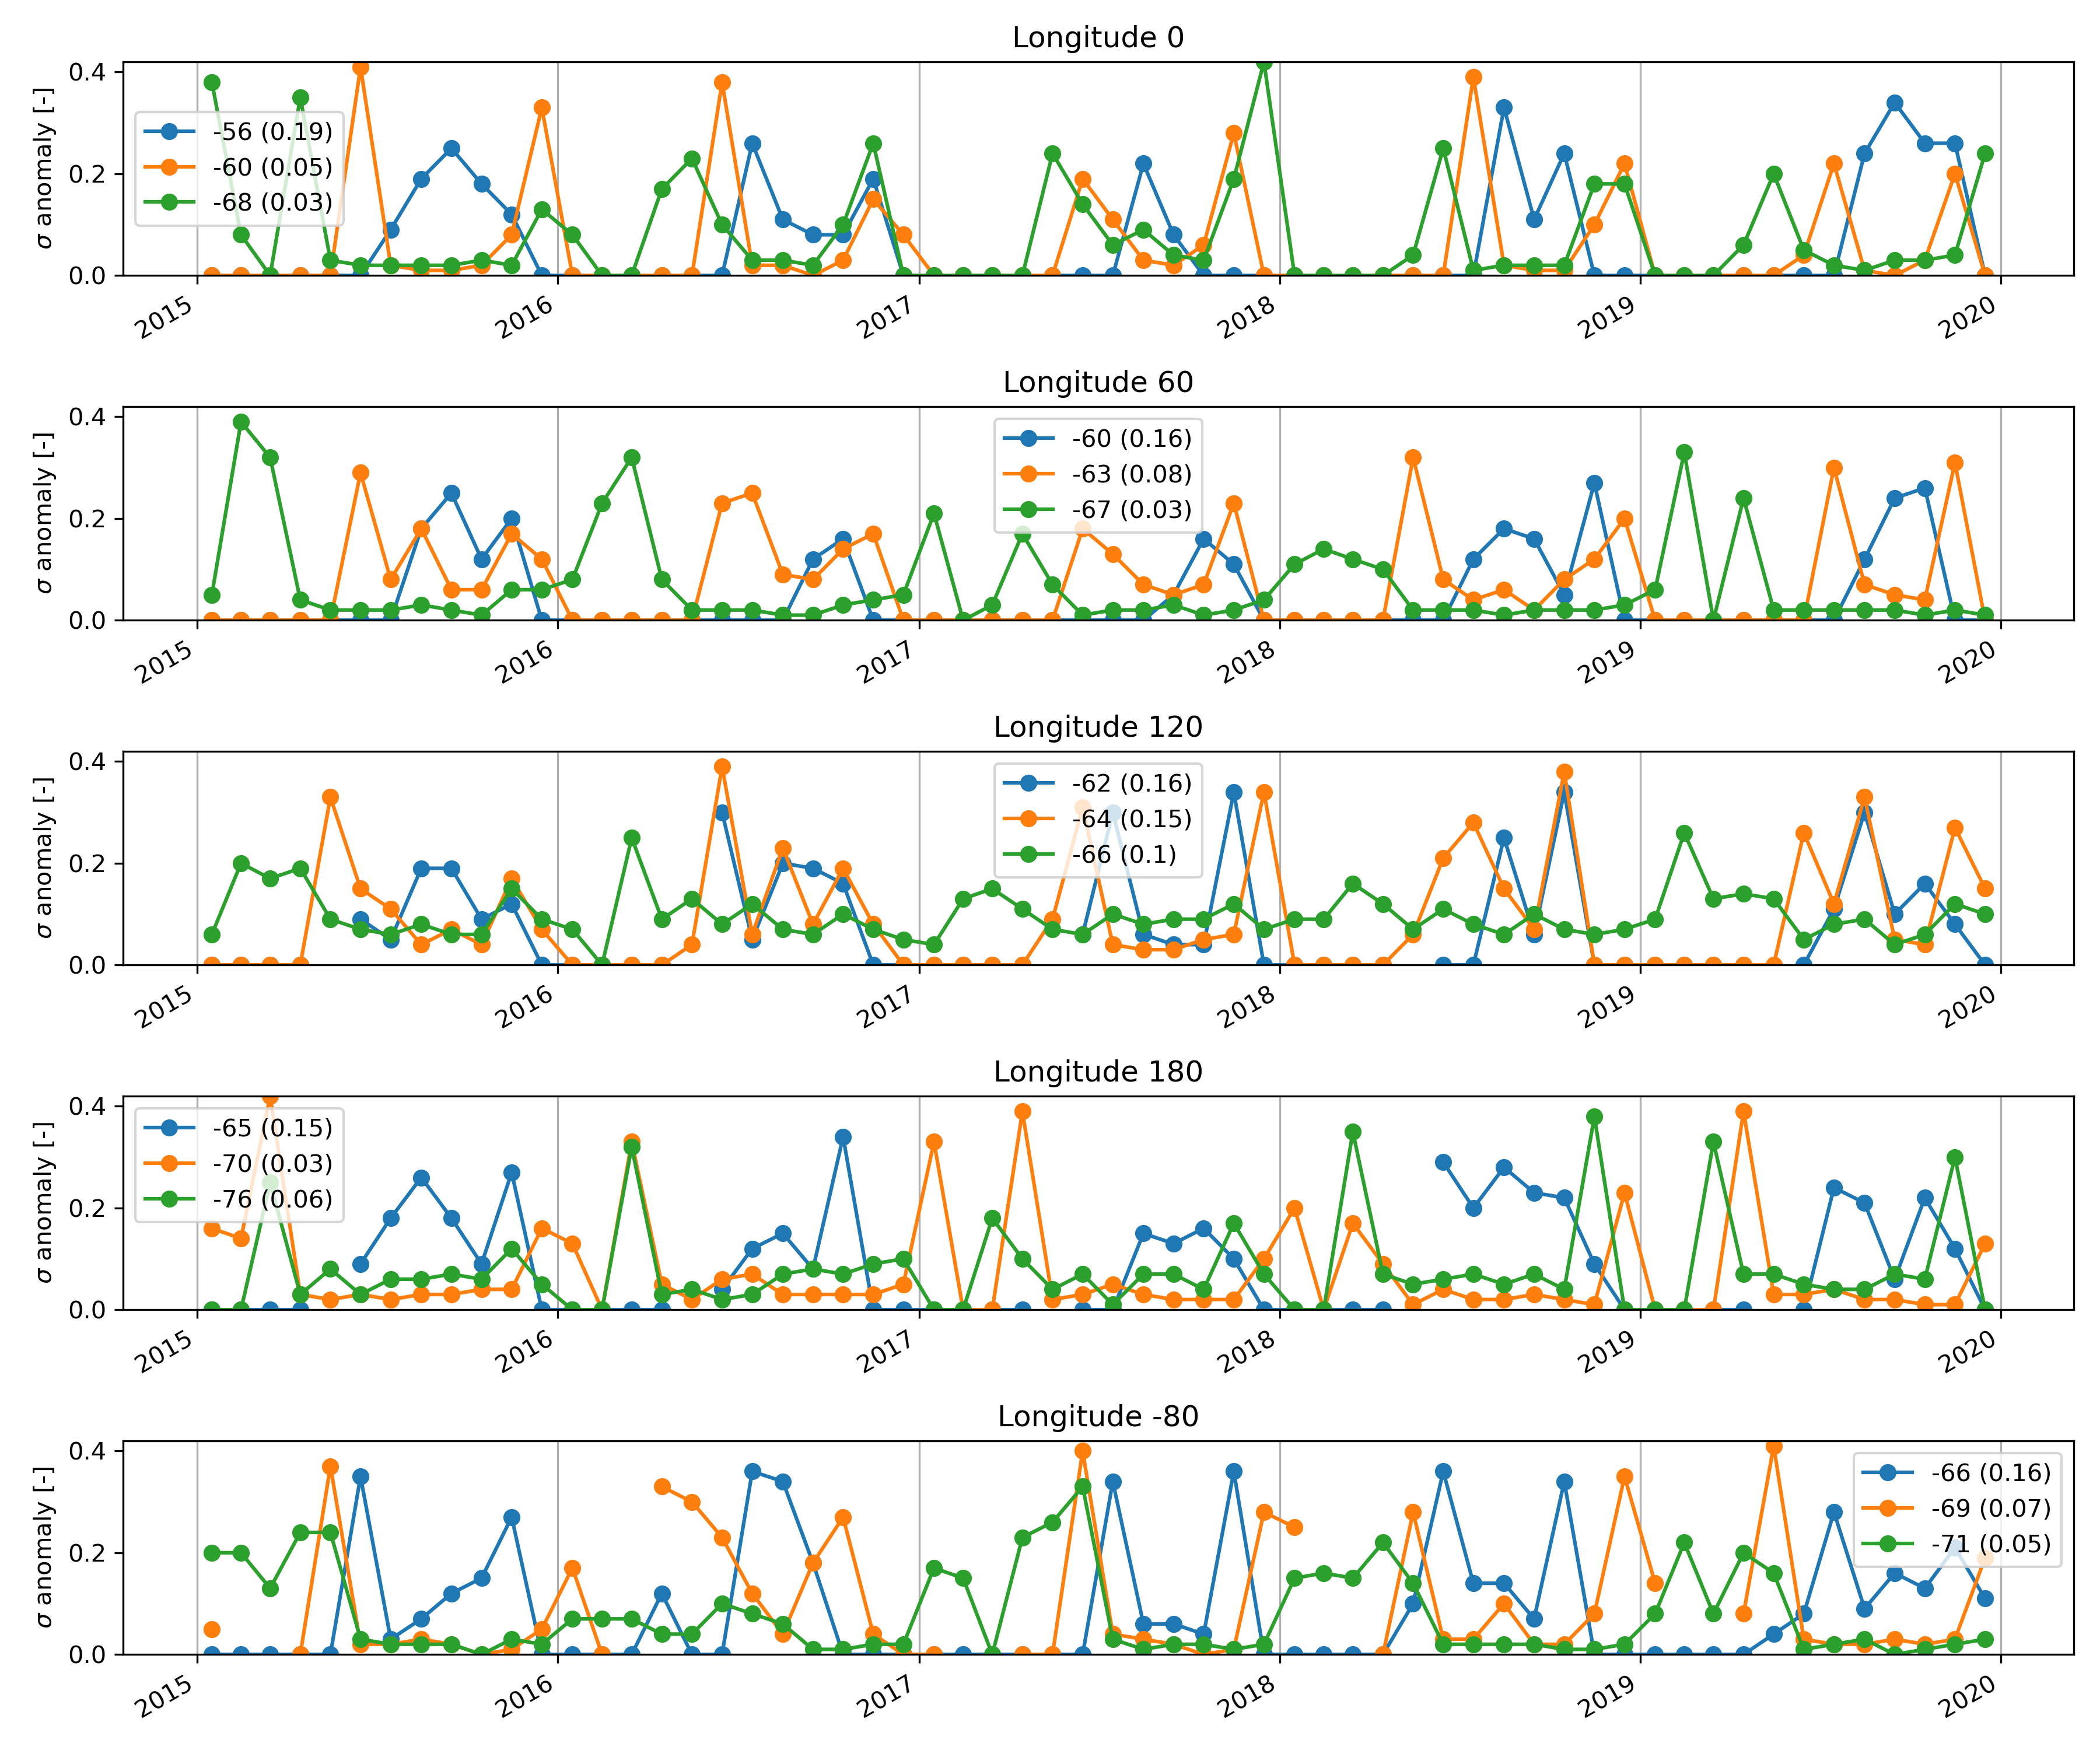 Longitude 0
σ anomaly [-]
0.4
0.2
0.0
-56 (0.19)
-60 (0.05)
-68 (0.03)
2015 2016 2017 2018 2019 2020
Longitude 60
σ anomaly [-]
0.4
0.2
0.0
-60 (0.16)
-63 (0.08)
-67 (0.03)
2015 2016 2017 2018 2019 2020
Longitude 120
σ anomaly [-]
0.4
0.2
0.0
-62 (0.16)
-64 (0.15)
-66 (0.1)
2015 2016 2017 2018 2019 2020
Longitude 180
σ anomaly [-]
0.4
0.2
0.0
-65 (0.15)
-70 (0.03)
-76 (0.06)
2015 2016 2017 2018 2019 2020
Longitude -80
σ anomaly [-]
0.4
0.2
0.0
-66 (0.16)
-69 (0.07)
-71 (0.05)
2015 2016 2017 2018 2019 2020